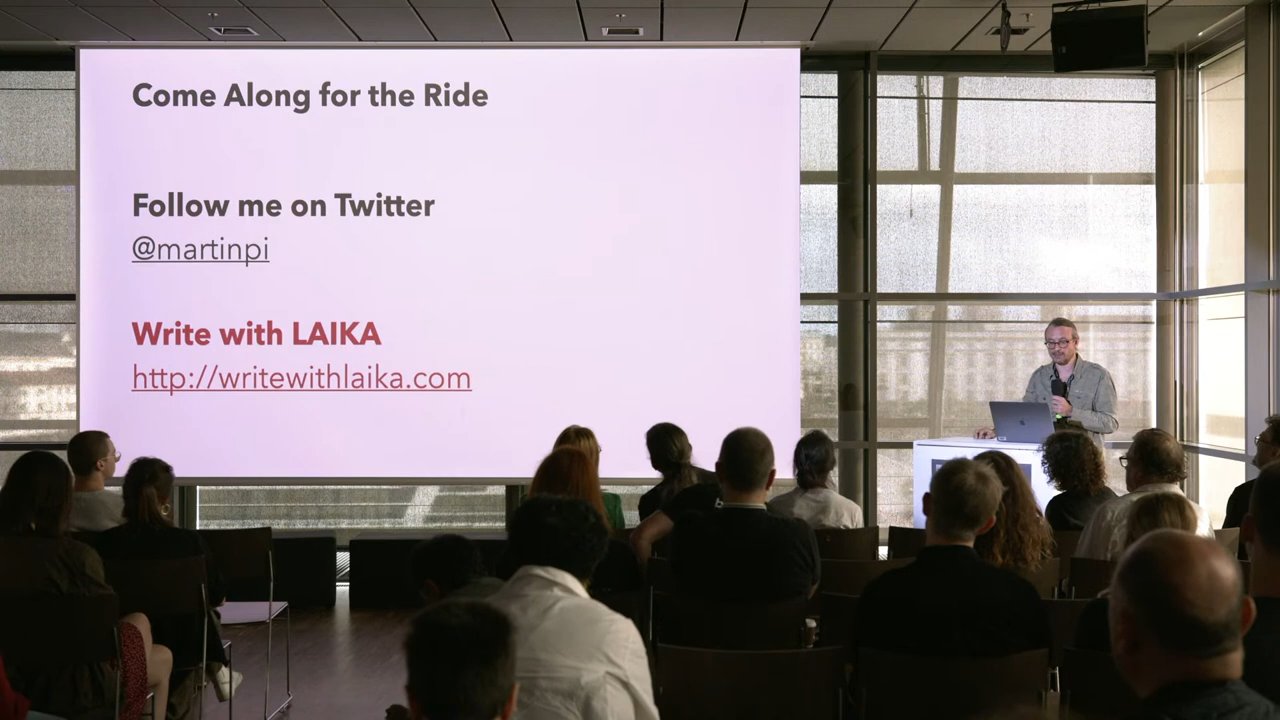 Come Along for the Ride
Follow me on Twitter
@martinpi
Write with LAIKA
http://writewithlaika.com